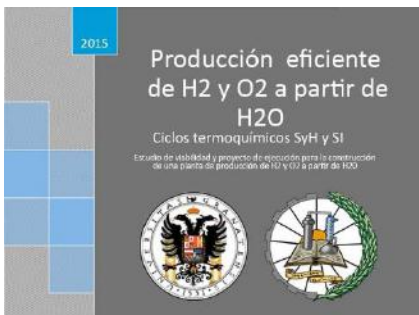 2015
Producción eficiente
de H2 y O2 a partir de
H2O
Ciclos termoquímicos SyH y SI
Estudio de viabilidad y proyecto de ejecución para la construcción
de una planta de producción de H2 y O2 a partir de H2O
1531